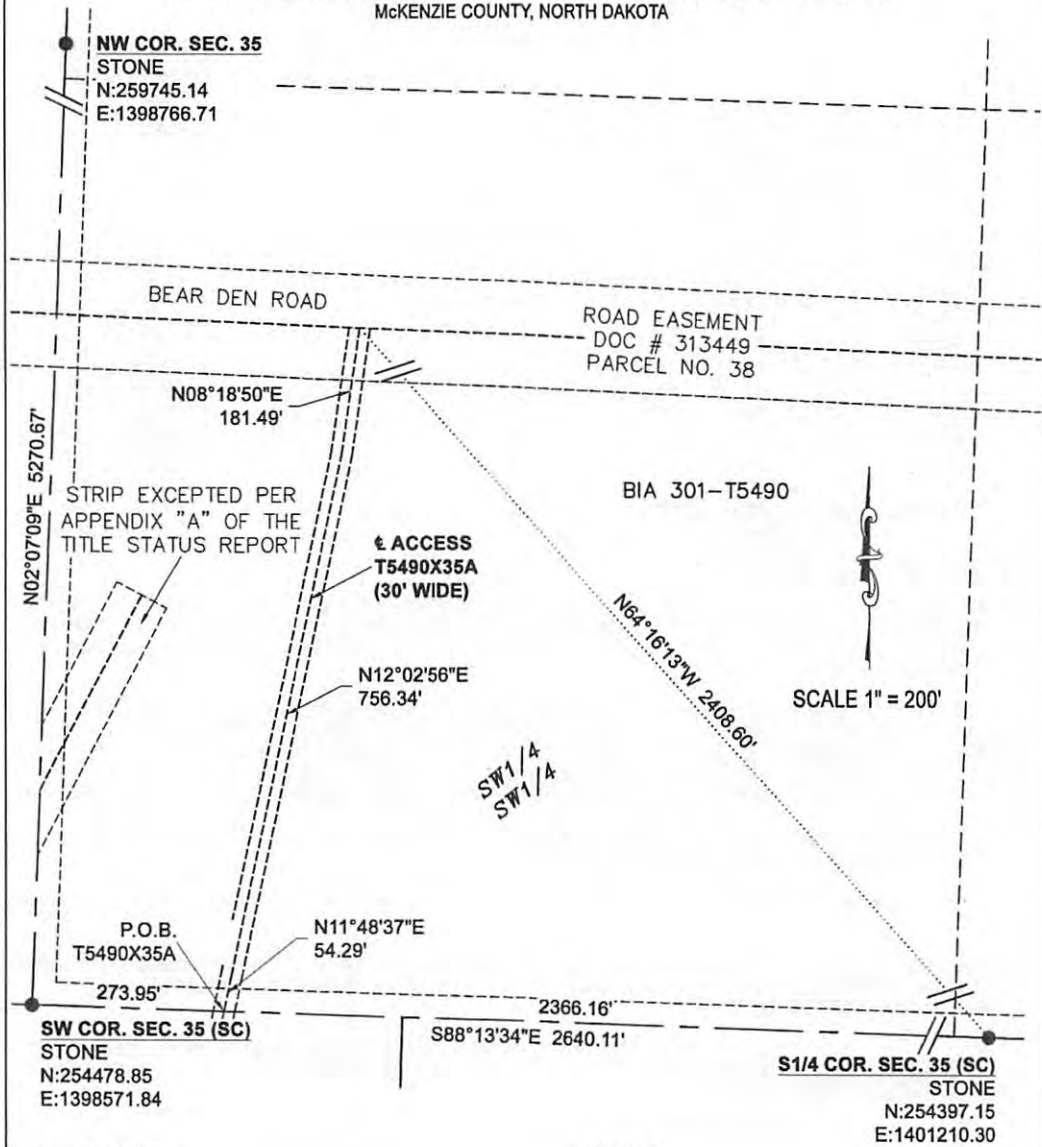 McKENZIE COUNTY, NORTH DAKOTA
NW COR. SEC. 35
STONE
N:259745.14
E:1398766.71
BEAR DEN ROAD
ROAD EASEMENT
DOC # 313449
PARCEL NO. 38
N08°18'50"E
181.49'
N02°07'09"E 5270.67'
STRIP EXCEPTED PER
APPENDIX "A" OF THE
TITLE STATUS REPORT
BIA 301-T5490
℄ ACCESS
T5490X35A
(30' WIDE)
N64°16'13"W 2408.60'
N12°02'56"E
756.34'
SCALE 1" = 200'
SW1/4
SW1/4
P.O.B.
T5490X35A
N11°48'37"E
54.29'
273.95'
2366.16'
S88°13'34"E 2640.11'
SW COR. SEC. 35 (SC)
STONE
N:254478.85
E:1398571.84
S1/4 COR. SEC. 35 (SC)
STONE
N:254397.15
E:1401210.30